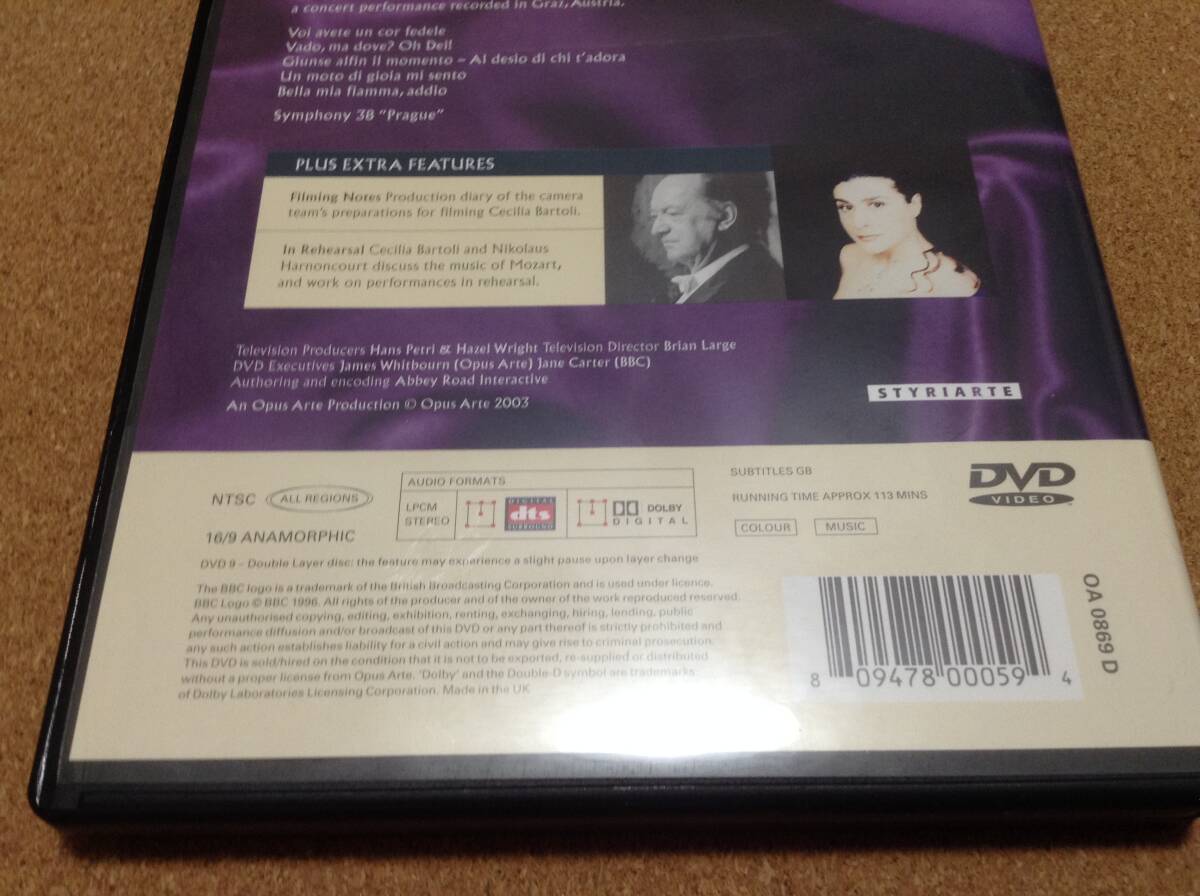 a concert performance recorded in Graz, Austria.
Voi avete un cor fedele
Vado, ma dove? Oh Dei!
Giunse alfin il momento – Al desio di chi t'adora
Un moto di gioia mi sento
Bella mia fiamma, addio
Symphony 38 "Prague"
PLUS EXTRA FEATURES
Filming Notes Production diary of the camera
team's preparations for filming Cecilia Bartoli.
In Rehearsal Cecilia Bartoli and Nikolaus
Harnoncourt discuss the music of Mozart,
and work on performances in rehearsal.
Television Producers Hans Petri & Hazel Wright Television Director Brian Large
DVD Executives James Whitbourn (Opus Arte) Jane Carter (BBC)
Authoring and encoding Abbey Road Interactive
An Opus Arte Production © Opus Arte 2003
STYRIARTE
NTSC ALL REGIONS
16/9 ANAMORPHIC
AUDIO FORMATS
LPCM
STEREO
DIGITAL
dts
SURROUND
DOLBY
DIGITAL
SUBTITLES GB
RUNNING TIME APPROX 113 MINS
COLOUR MUSIC
DVD
VIDEO
DVD 9 – Double Layer disc: the feature may experience a slight pause upon layer change
The BBC logo is a trademark of the British Broadcasting Corporation and is used under licence.
BBC Logo © BBC 1996. All rights of the producer and of the owner of the work reproduced reserved.
Any unauthorised copying, editing, exhibition, renting, exchanging, hiring, lending, public
performance diffusion and/or broadcast of this DVD or any part thereof is strictly prohibited and
any such action establishes liability for a civil action and may give rise to criminal prosecution.
This DVD is sold/hired on the condition that it is not to be exported, re-supplied or distributed
without a proper license from Opus Arte. 'Dolby' and the Double-D symbol are trademarks
of Dolby Laboratories Licensing Corporation. Made in the UK
8 09478 00059 4
OA 0869 D